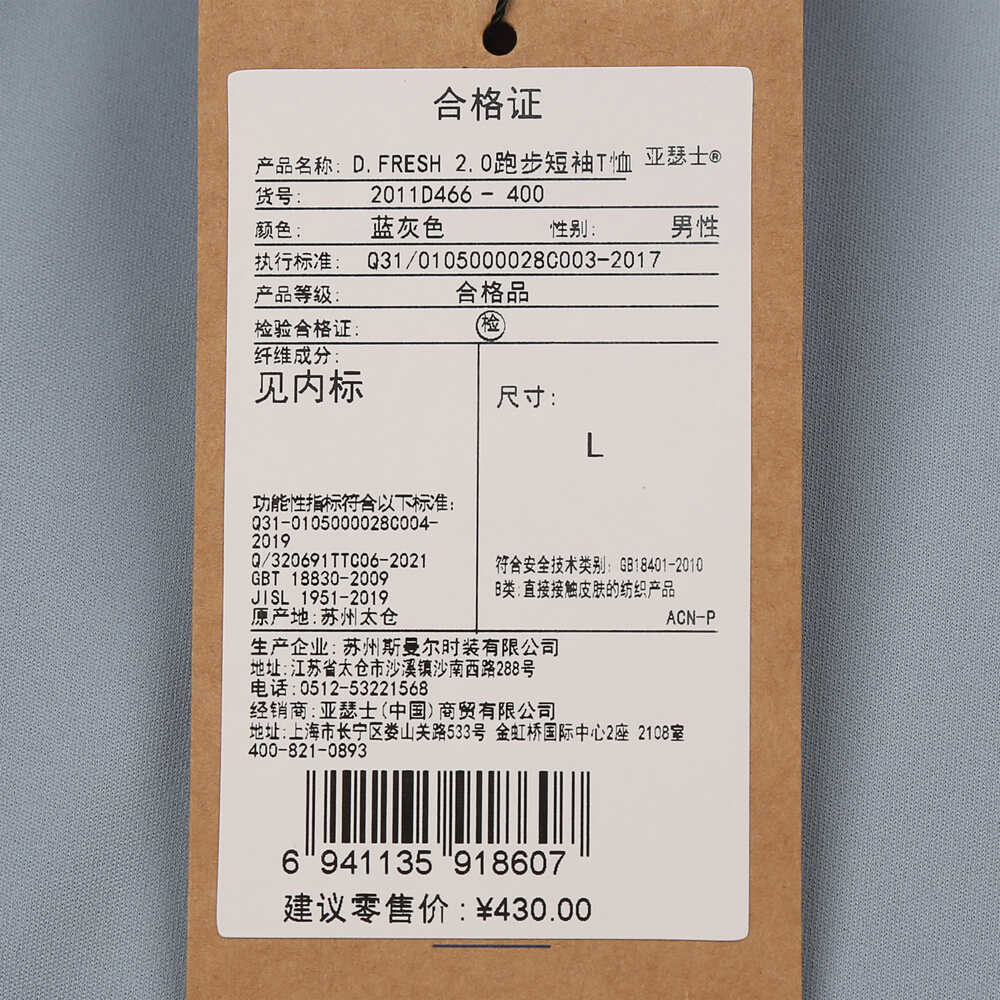 合格证
产品名称: D.FRESH 2.0跑步短袖T恤 亚瑟士®
货号: 2011D466 - 400
颜色: 蓝灰色 性别: 男性
执行标准: Q31/0105000028C003-2017
产品等级: 合格品
检验合格证: 检
纤维成分:
见内标
尺寸:
L
功能性指标符合以下标准:
Q31-0105000028C004-
2019
Q/320691TTC06-2021
GBT 18830-2009
JISL 1951-2019
原产地:苏州太仓
符合安全技术类别: GB18401-2010
B类:直接接触皮肤的纺织产品
ACN-P
生产企业: 苏州斯曼尔时装有限公司
地址:江苏省太仓市沙溪镇沙南西路288号
电话:0512-53221568
经销商:亚瑟士(中国)商贸有限公司
地址:上海市长宁区娄山关路533号 金虹桥国际中心2座 2108室
400-821-0893
6 941135 918607
建议零售价:¥430.00